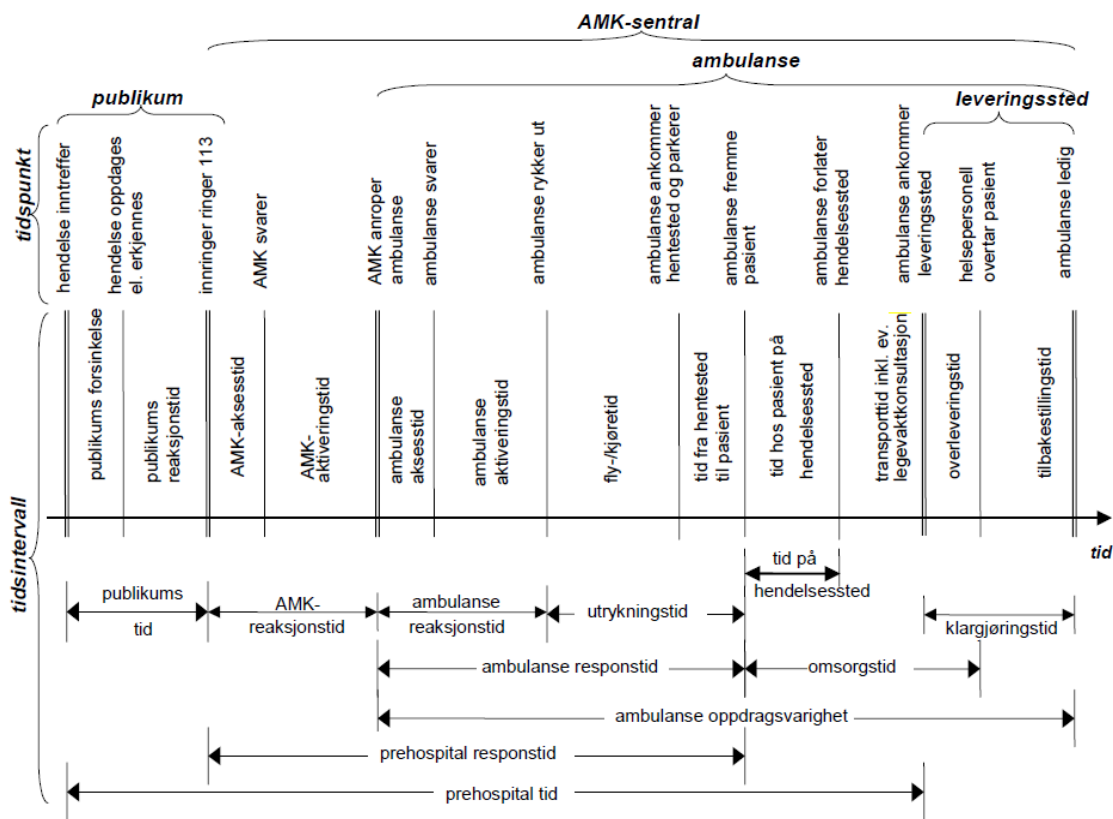 AMK-sentral
ambulanse
publikum
leveringssted
tidspunkt
hendelse inntreffer
hendelse oppdages
el. erkjennes
innringer ringer 113
AMK svarer
AMK anroper
ambulanse
ambulanse svarer
ambulanse rykker ut
ambulanse ankommer
hentested og parkerer
ambulanse fremme
pasient
ambulanse forlater
hendelsessted
ambulanse ankommer
leveringssted
helsepersonell
overtar pasient
ambulanse ledig
tidsintervall
publikums forsinkelse
publikums
reaksjonstid
AMK-aksesstid
AMK-
aktiveringstid
ambulanse
aksesstid
ambulanse
aktiveringstid
fly-/kjøretid
tid fra hentested
til pasient
tid hos pasient på
hendelsessted
transporttid inkl. ev.
legevaktkonsultasjon
overleveringstid
tilbakestillingstid
tid
tid på
hendelsessted
publikums
tid
AMK-
reaksjonstid
ambulanse
reaksjonstid
utrykningstid
klargjøringstid
ambulanse responstid
omsorgstid
ambulanse oppdragsvarighet
prehospital responstid
prehospital tid